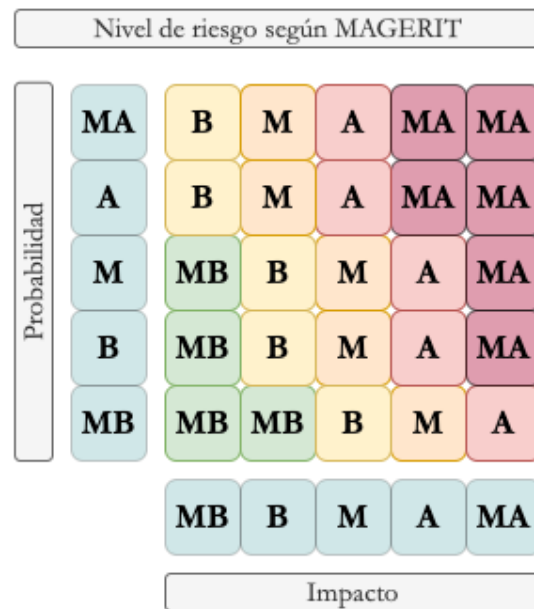 Nivel de riesgo según MAGERIT
Probabilidad
MA B M A MA MA
A B M A MA MA
M MB B M A MA
B MB B M A MA
MB MB MB B M A
MB B M A MA
Impacto